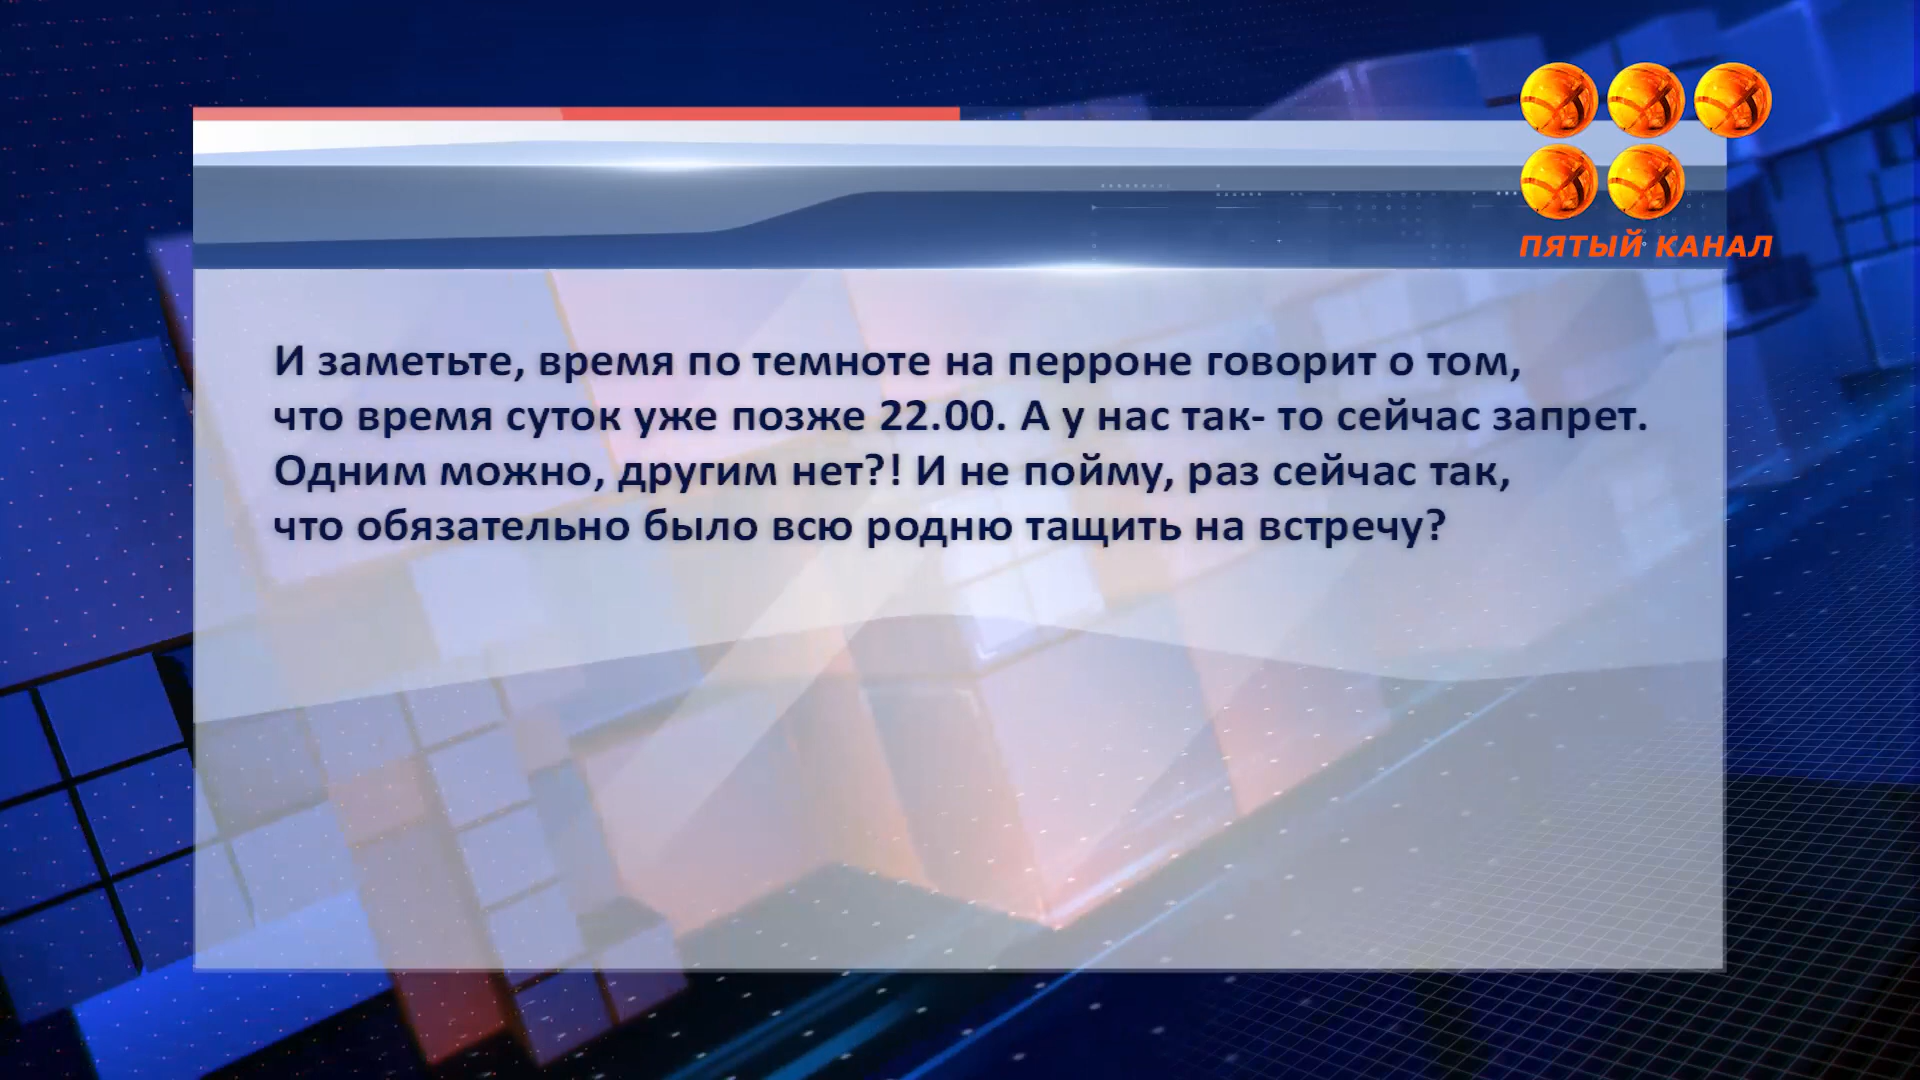 ПЯТЫЙ КАНАЛ
И заметьте, время по темноте на перроне говорит о том,
что время суток уже позже 22.00. А у нас так- то сейчас запрет.
Одним можно, другим нет?! И не пойму, раз сейчас так,
что обязательно было всю родню тащить на встречу?